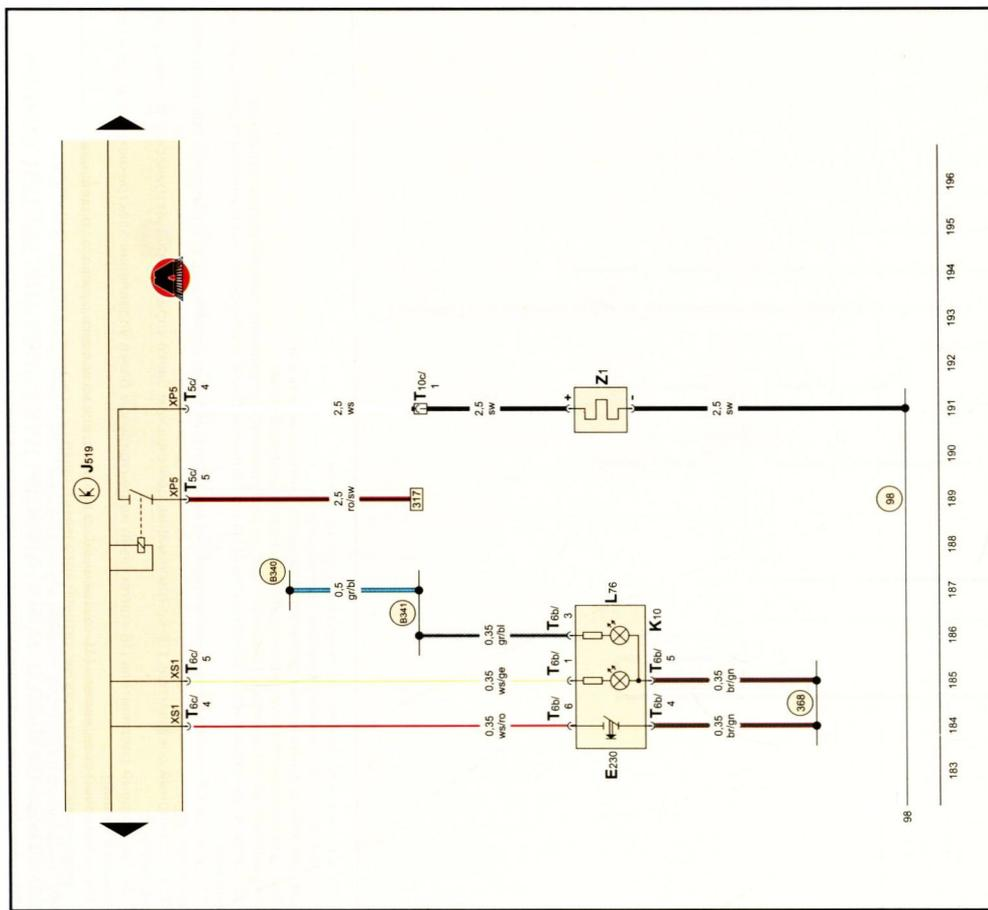 K J519
XS1 XS1 XP5 XP5
T6c/ T6c/ T5c/ T5c/
4 5 5 4
B340
0,5
gr/bl
2,5
ro/sw
2,5
ws
B341
317
T10c/
1
0,35
ws/ro
0,35
ws/ge
0,35
gr/bl
2,5
sw
T6b/
6
T6b/
1
T6b/
3
+
E230
L76
Z1
K10
-
T6b/
4
T6b/
5
0,35
br/gn
0,35
br/gn
2,5
sw
368
98
98
183 184 185 186 187 188 189 190 191 192 193 194 195 196